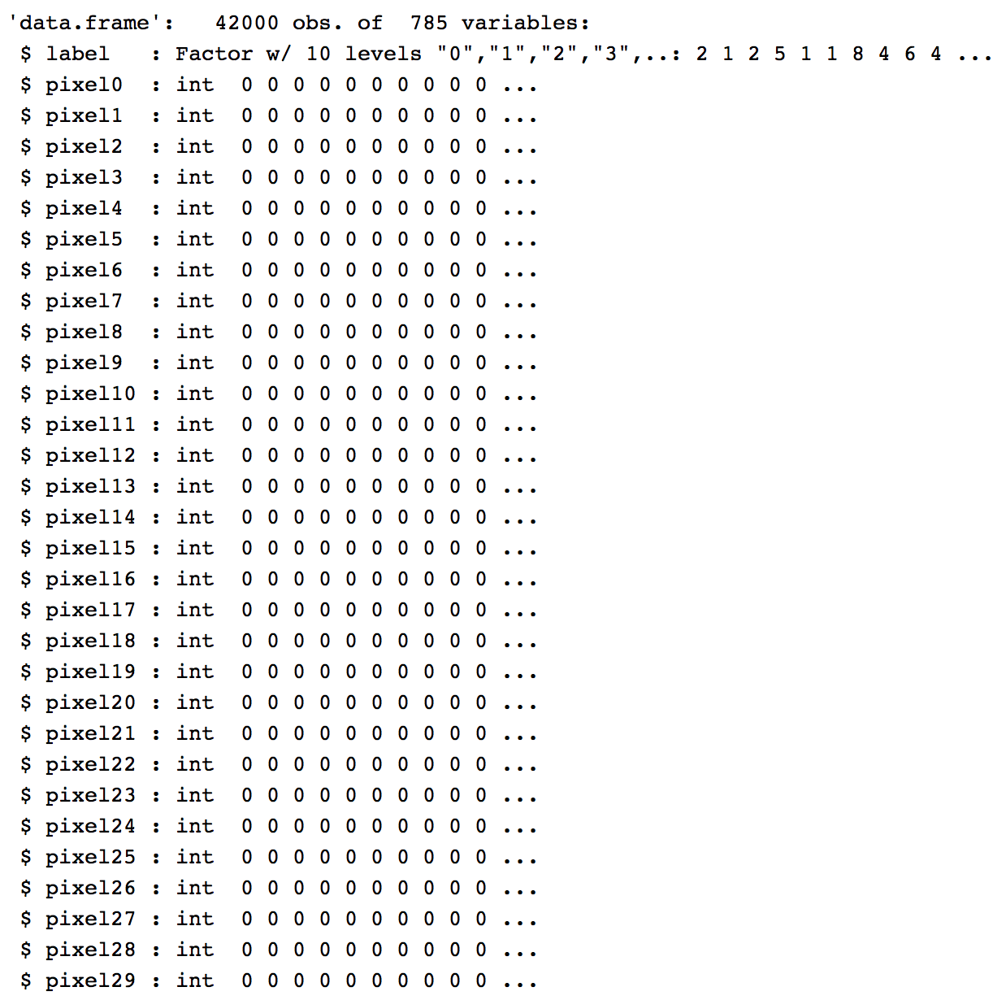 'data.frame':   42000 obs. of  785 variables:
 $ label   : Factor w/ 10 levels "0","1","2","3",..: 2 1 2 5 1 1 8 4 6 4 ...
 $ pixel0  : int  0 0 0 0 0 0 0 0 0 0 ...
 $ pixel1  : int  0 0 0 0 0 0 0 0 0 0 ...
 $ pixel2  : int  0 0 0 0 0 0 0 0 0 0 ...
 $ pixel3  : int  0 0 0 0 0 0 0 0 0 0 ...
 $ pixel4  : int  0 0 0 0 0 0 0 0 0 0 ...
 $ pixel5  : int  0 0 0 0 0 0 0 0 0 0 ...
 $ pixel6  : int  0 0 0 0 0 0 0 0 0 0 ...
 $ pixel7  : int  0 0 0 0 0 0 0 0 0 0 ...
 $ pixel8  : int  0 0 0 0 0 0 0 0 0 0 ...
 $ pixel9  : int  0 0 0 0 0 0 0 0 0 0 ...
 $ pixel10 : int  0 0 0 0 0 0 0 0 0 0 ...
 $ pixel11 : int  0 0 0 0 0 0 0 0 0 0 ...
 $ pixel12 : int  0 0 0 0 0 0 0 0 0 0 ...
 $ pixel13 : int  0 0 0 0 0 0 0 0 0 0 ...
 $ pixel14 : int  0 0 0 0 0 0 0 0 0 0 ...
 $ pixel15 : int  0 0 0 0 0 0 0 0 0 0 ...
 $ pixel16 : int  0 0 0 0 0 0 0 0 0 0 ...
 $ pixel17 : int  0 0 0 0 0 0 0 0 0 0 ...
 $ pixel18 : int  0 0 0 0 0 0 0 0 0 0 ...
 $ pixel19 : int  0 0 0 0 0 0 0 0 0 0 ...
 $ pixel20 : int  0 0 0 0 0 0 0 0 0 0 ...
 $ pixel21 : int  0 0 0 0 0 0 0 0 0 0 ...
 $ pixel22 : int  0 0 0 0 0 0 0 0 0 0 ...
 $ pixel23 : int  0 0 0 0 0 0 0 0 0 0 ...
 $ pixel24 : int  0 0 0 0 0 0 0 0 0 0 ...
 $ pixel25 : int  0 0 0 0 0 0 0 0 0 0 ...
 $ pixel26 : int  0 0 0 0 0 0 0 0 0 0 ...
 $ pixel27 : int  0 0 0 0 0 0 0 0 0 0 ...
 $ pixel28 : int  0 0 0 0 0 0 0 0 0 0 ...
 $ pixel29 : int  0 0 0 0 0 0 0 0 0 0 ...